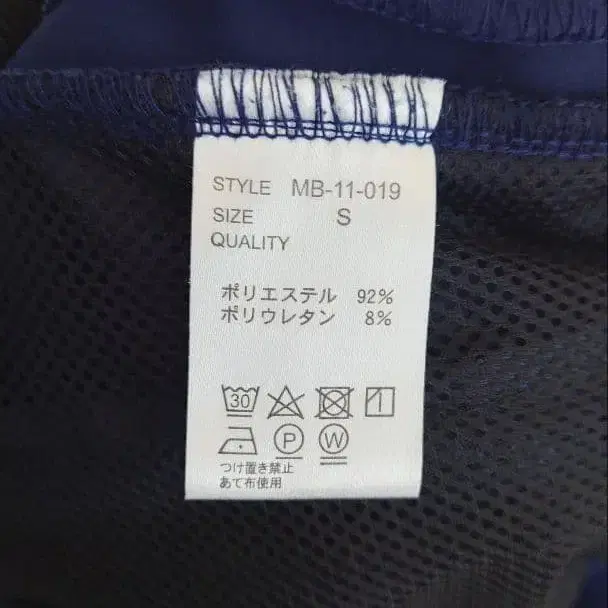 STYLE MB-11-019
SIZE S
QUALITY
ポリエステル 92%
ポリウレタン 8%
30
P W
つけ置き禁止
あて布使用